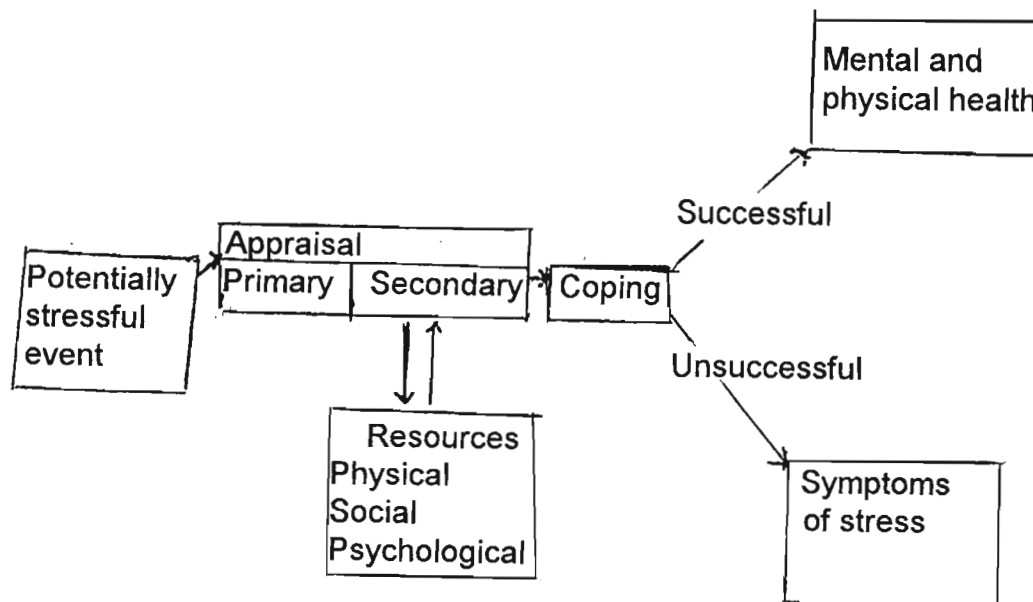 Potentially
stressful
event
Appraisal
Primary
Secondary
Resources
Physical
Social
Psychological
Coping
Successful
Mental and
physical health
Unsuccessful
Symptoms
of stress